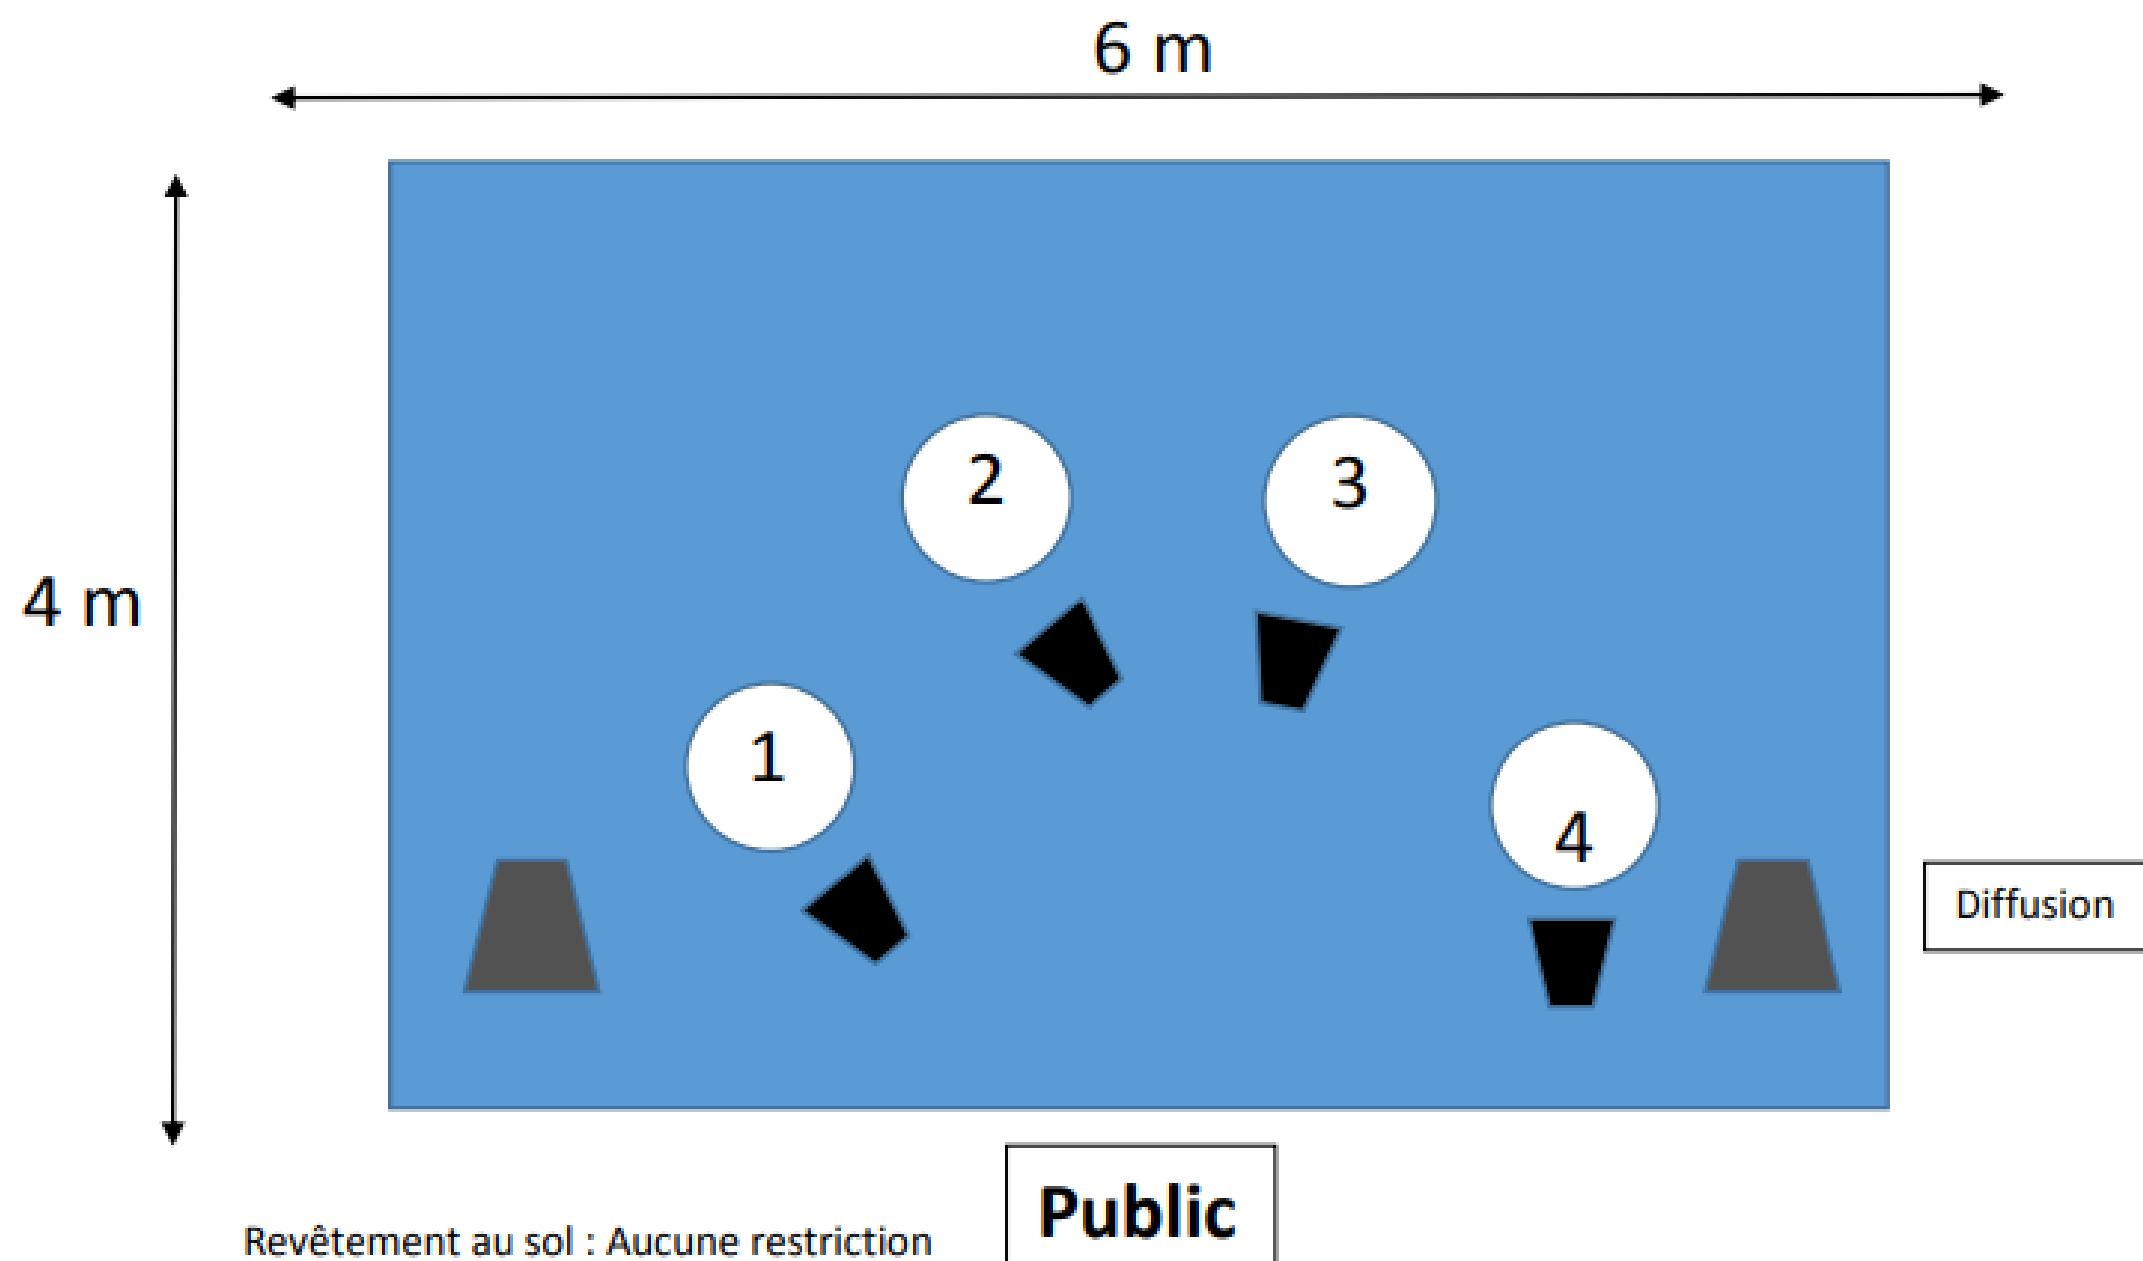 6 m
2
3
4 m
1
4
Diffusion
Public
Revêtement au sol : Aucune restriction